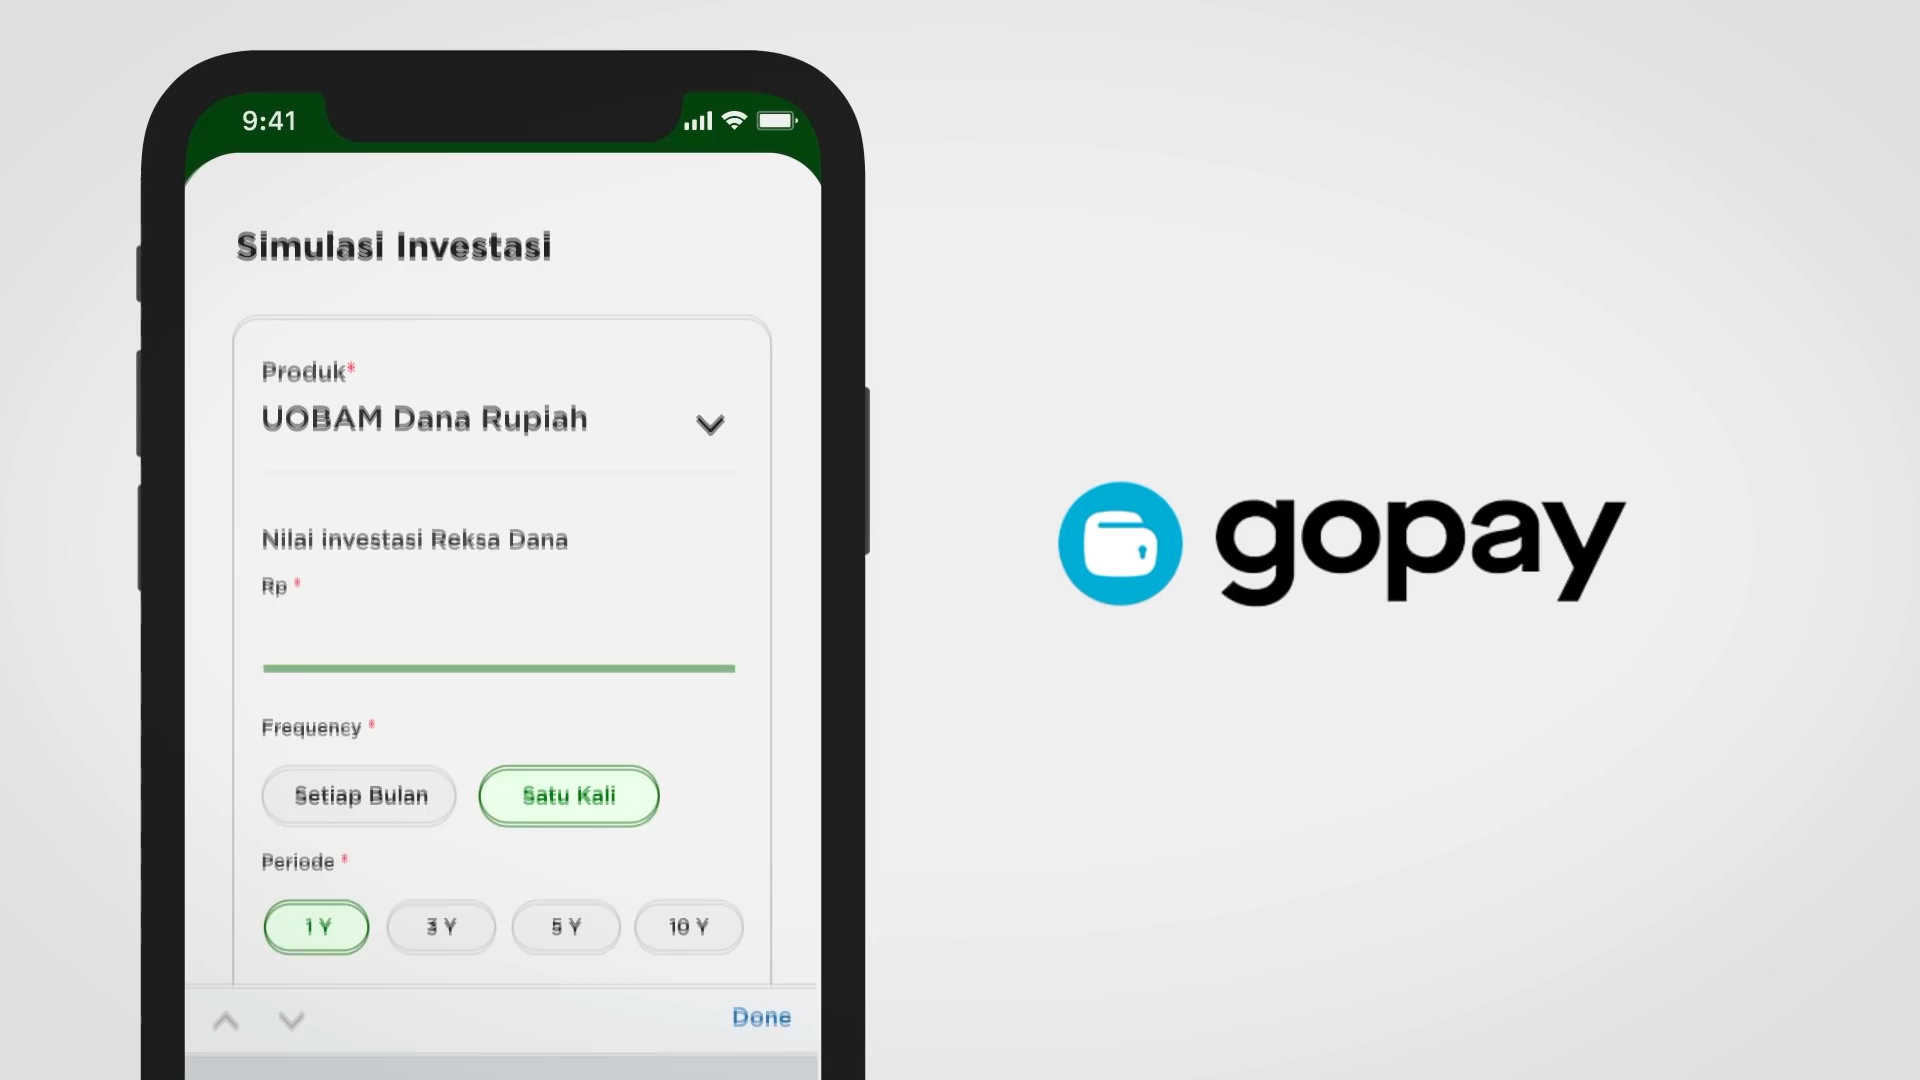 9:41
Simulasi Investasi
Produk*
UOBAM Dana Rupiah
Nilai investasi Reksa Dana
Rp *
Frequency *
Setiap Bulan
Satu Kali
Periode *
1 Y
3 Y
5 Y
10 Y
Done
gopay